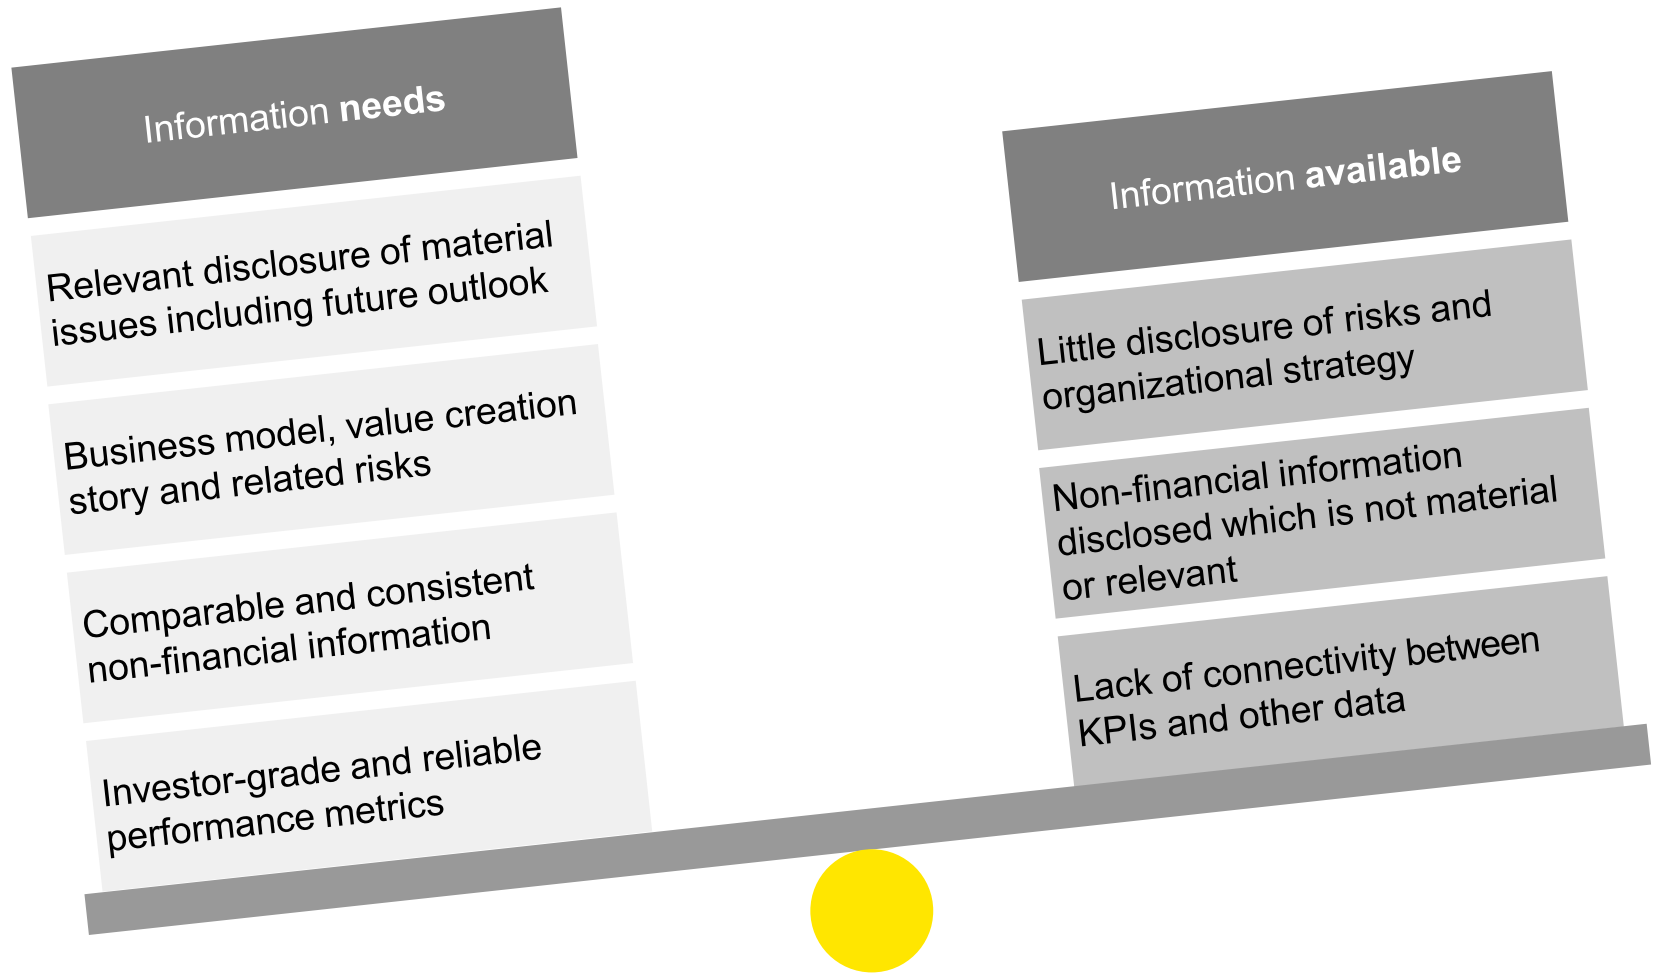 Information needs
Relevant disclosure of material
issues including future outlook
Business model, value creation
story and related risks
Comparable and consistent
non-financial information
Investor-grade and reliable
performance metrics
Information available
Little disclosure of risks and
organizational strategy
Non-financial information
disclosed which is not material
or relevant
Lack of connectivity between
KPIs and other data